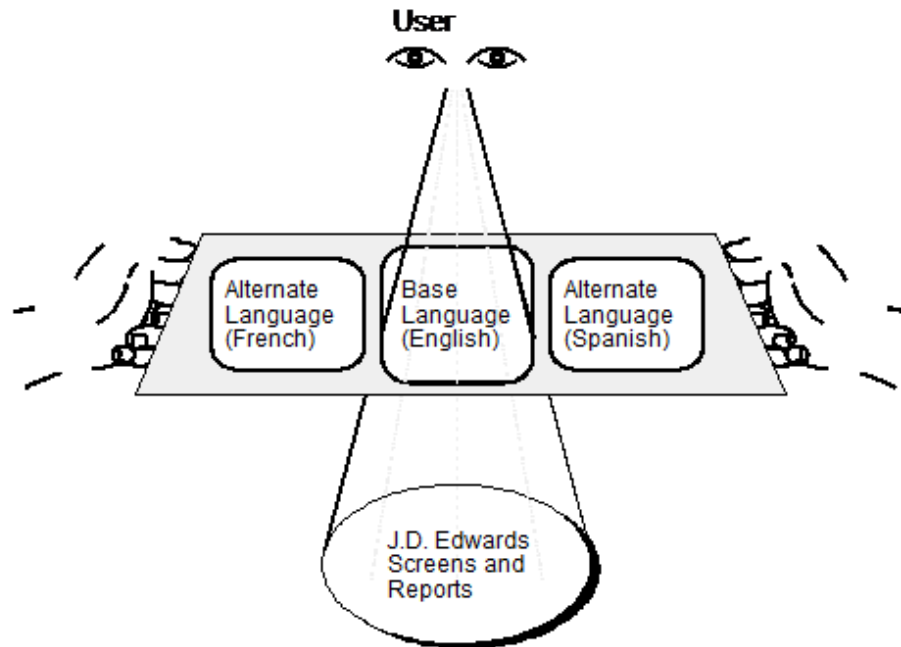 User
Alternate
Language
(French)
Base
Language
(English)
Alternate
Language
(Spanish)
J.D. Edwards
Screens and
Reports